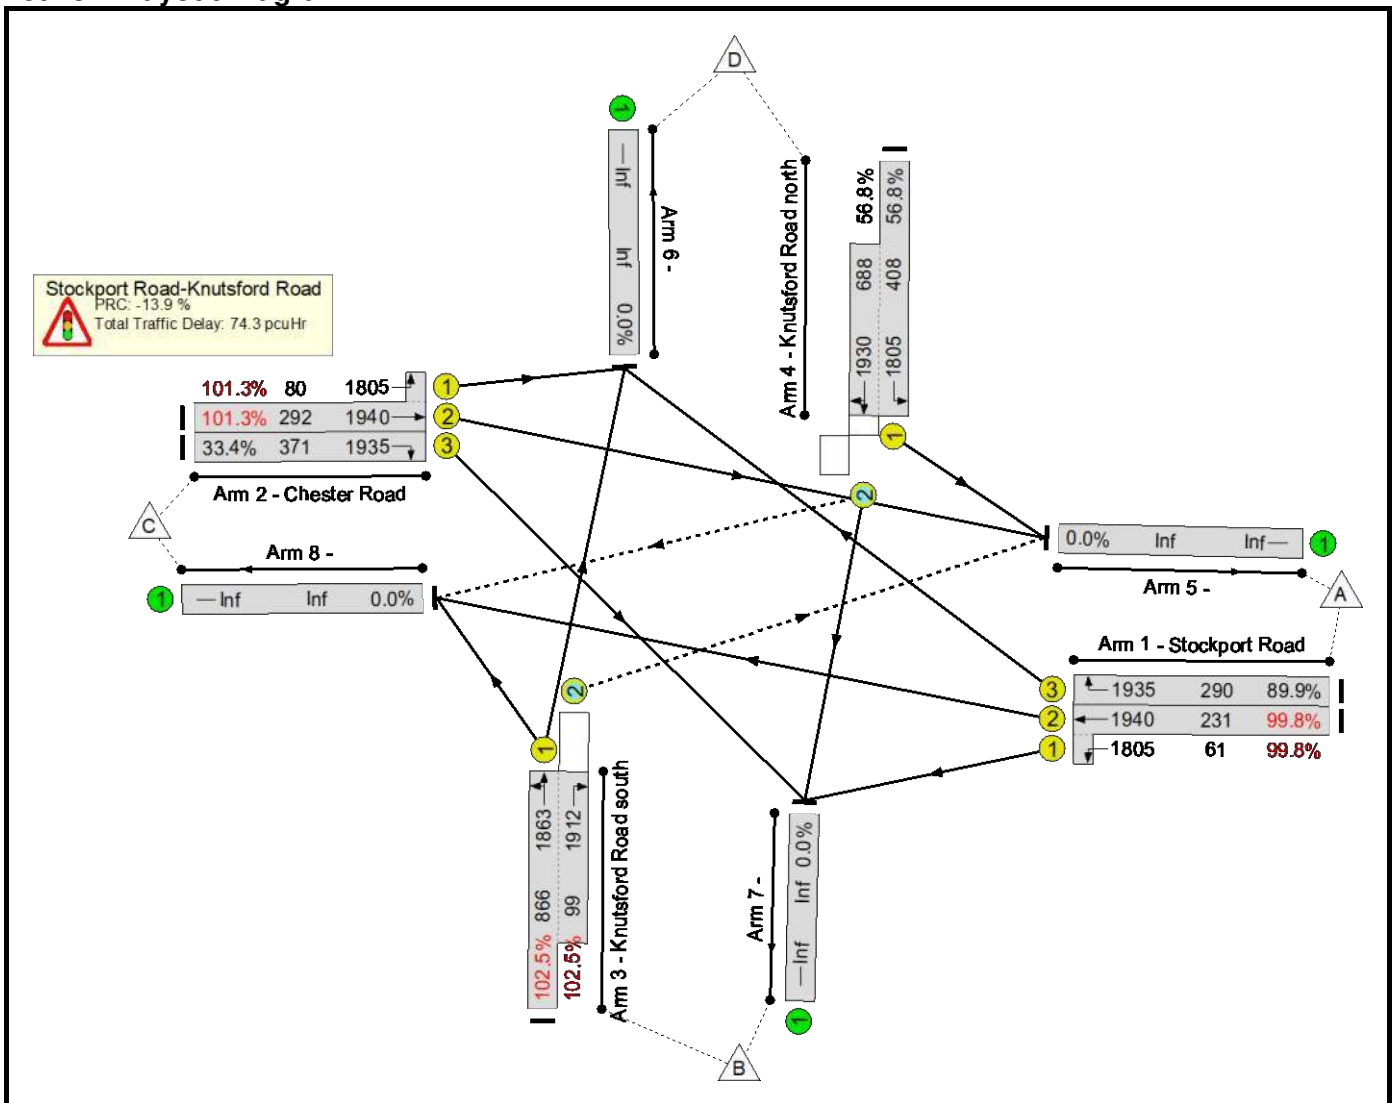 D
1
—Inf Inf 0.0%
Arm 6 -
Arm 4 - Knutsford Road north
56.8%
688 1930
56.8% 408 1805
1
2
Stockport Road-Knutsford Road
PRC: -13.9 %
Total Traffic Delay: 74.3 pcuHr
101.3% 80 1805 1
101.3% 292 1940 2
33.4% 371 1935 3
Arm 2 - Chester Road
C
Arm 8 -
1 —Inf Inf 0.0%
0.0% Inf Inf— 1
Arm 5 -
A
Arm 1 - Stockport Road
3 1935 290 89.9%
2 1940 231 99.8%
1 1805 61 99.8%
2
1
102.5% 866 1863
102.5% 99 1912
Arm 3 - Knutsford Road south
Arm 7 -
—Inf Inf 0.0%
1
B